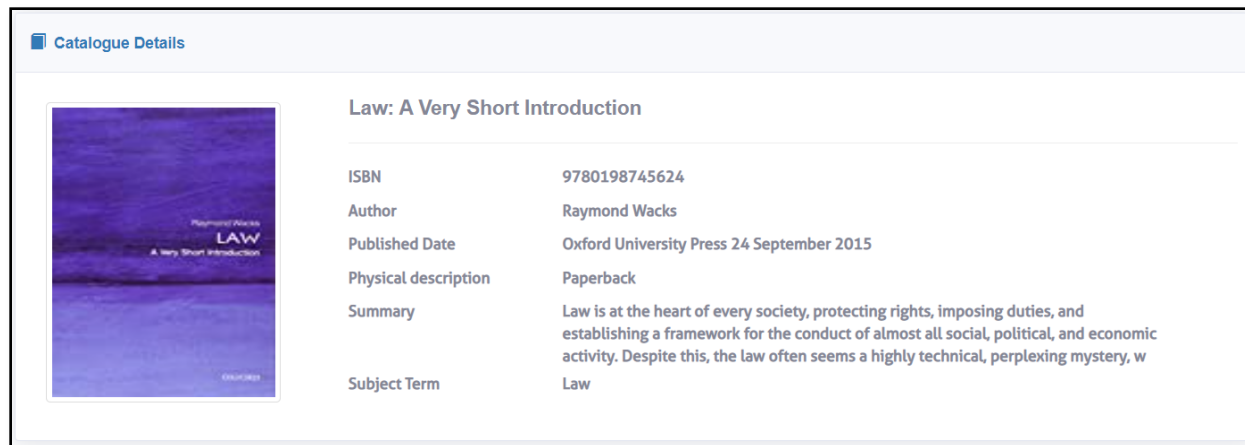 Catalogue Details
Law: A Very Short Introduction
ISBN 9780198745624
Author Raymond Wacks
Published Date Oxford University Press 24 September 2015
Physical description Paperback
Summary Law is at the heart of every society, protecting rights, imposing duties, and
establishing a framework for the conduct of almost all social, political, and economic
activity. Despite this, the law often seems a highly technical, perplexing mystery, w
Subject Term Law
Raymond Wacks
LAW
A Very Short Introduction
OXFORD